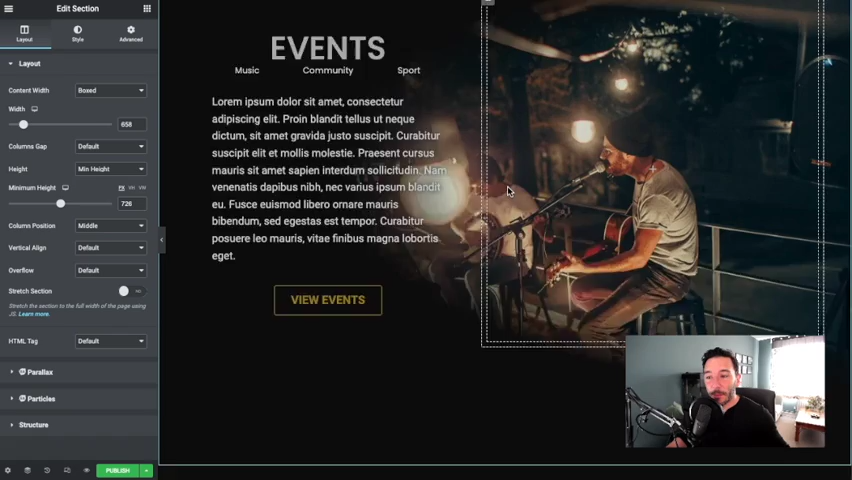 Edit Section
Layout
Style
Advanced
Layout
Content Width
Boxed
Width
658
Columns Gap
Default
Height
Min Height
Minimum Height
PX VH VW
726
Column Position
Middle
Vertical Align
Default
Overflow
Default
Stretch Section
NO
Stretch the section to the full width of the page using
JS. Learn more.
HTML Tag
Default
Parallax
Particles
Structure
PUBLISH
EVENTS
Music
Community
Sport
Lorem ipsum dolor sit amet, consectetur
adipiscing elit. Proin blandit tellus ut neque
dictum, sit amet gravida justo suscipit. Curabitur
suscipit elit et mollis molestie. Praesent cursus
mauris sit amet sapien interdum sodales. Nam
venenatis dapibus nibh, nec varius ipsum blandit
eu. Fusce euismod libero ornare mauris
bibendum, sed egestas est tempor. Curabitur
posuere leo mauris, vitae finibus magna lobortis
eget.
VIEW EVENTS